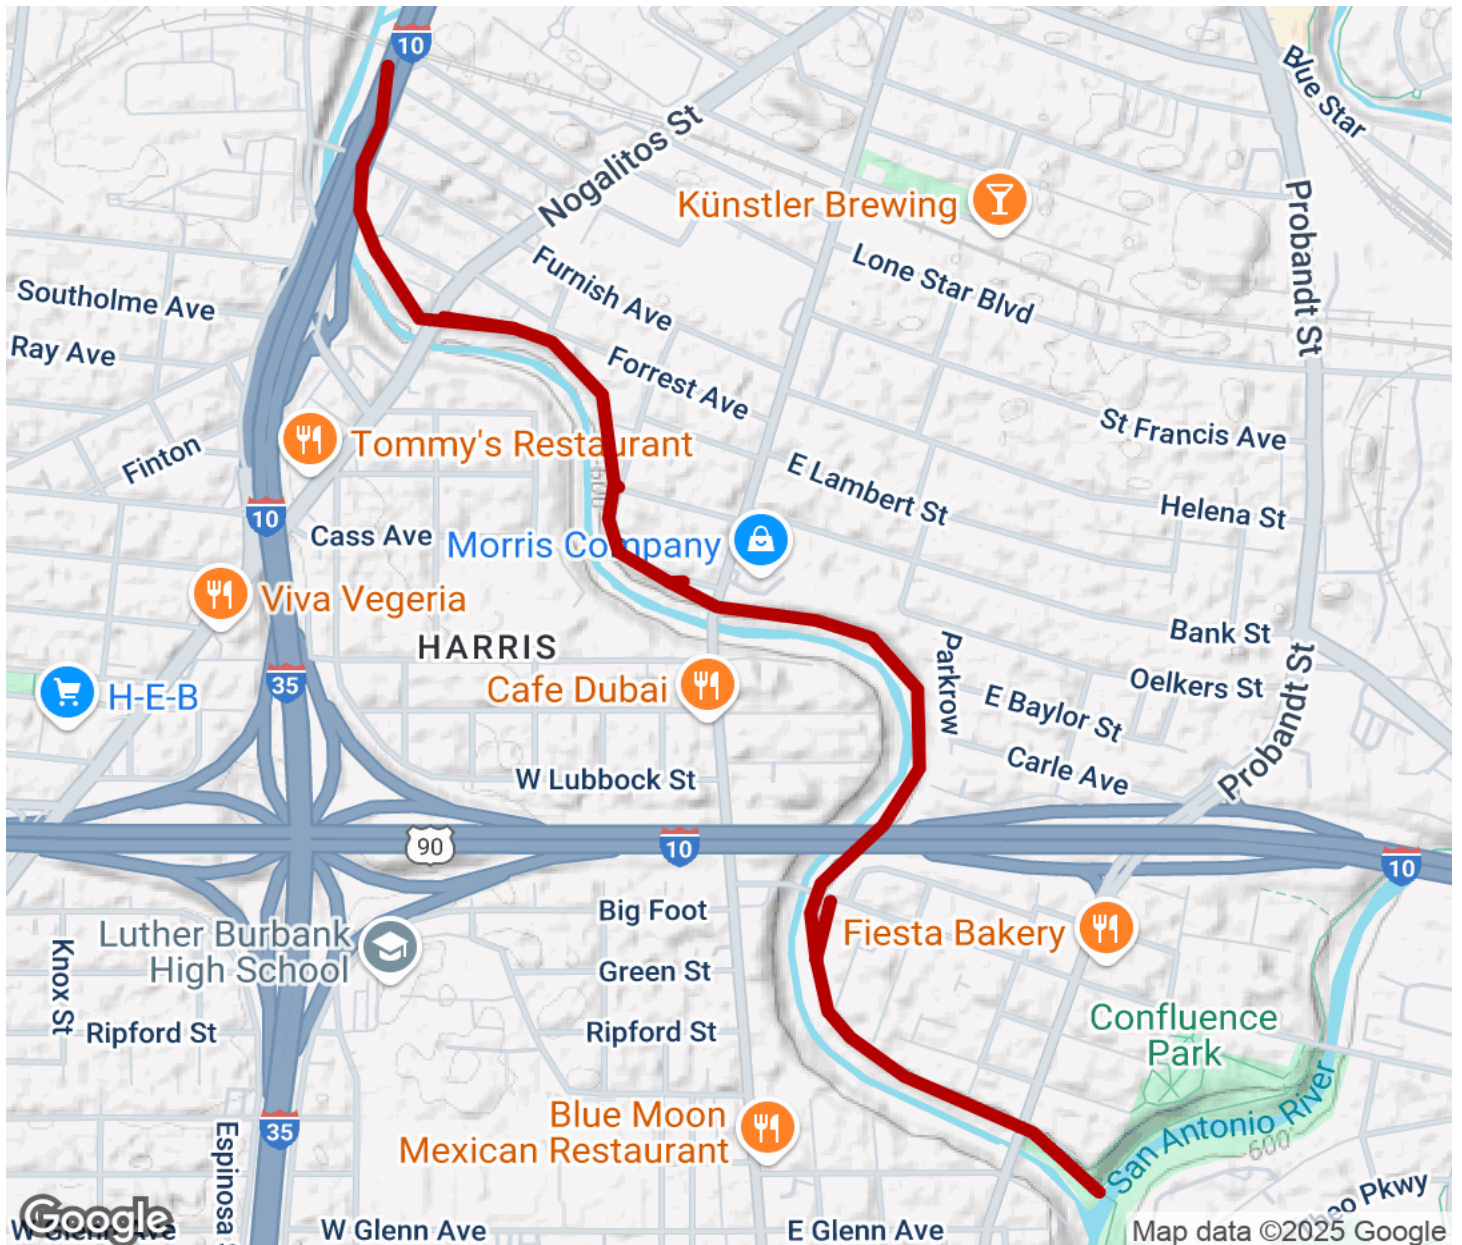 10
Blue Star
Nogalitos St
Künstler Brewing
Probandt St
Furnish Ave
Lone Star Blvd
Southolme Ave
Ray Ave
Forrest Ave
St Francis Ave
Tommy's Restaurant
Finton
E Lambert St
Helena St
10
Cass Ave
Morris Company
Viva Vegeria
HARRIS
Bank St
Parkrow
35
H-E-B
Cafe Dubai
Oelkers St
E Baylor St
Probandt St
Carle Ave
W Lubbock St
90
10
10
Big Foot
Luther Burbank
High School
Fiesta Bakery
Knox St
Green St
Ripford St
Ripford St
Confluence
Park
Blue Moon
Mexican Restaurant
35
San Antonio River
600'
Espinosa
W Glenn Ave
E Glenn Ave
Google
Map data ©2025 Google